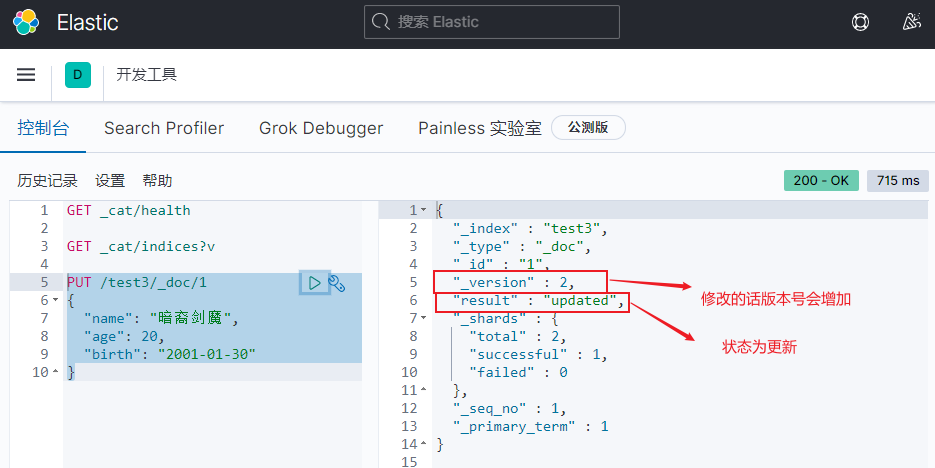 Elastic
搜索 Elastic
D
开发工具
控制台
Search Profiler
Grok Debugger
Painless 实验室
公测版
历史记录
设置
帮助
200 - OK
715 ms
1 GET _cat/health
2
3 GET _cat/indices?v
4
5 PUT /test3/_doc/1
6 {
7 "name": "暗裔剑魔",
8 "age": 20,
9 "birth": "2001-01-30"
10 }
1 {
2 "_index" : "test3",
3 "_type" : "_doc",
4 "_id" : "1",
5 "_version" : 2,
6 "result" : "updated",
7 "_shards" : {
8 "total" : 2,
9 "successful" : 1,
10 "failed" : 0
11 },
12 "_seq_no" : 1,
13 "_primary_term" : 1
14 }
15
修改的话版本号会增加
状态为更新